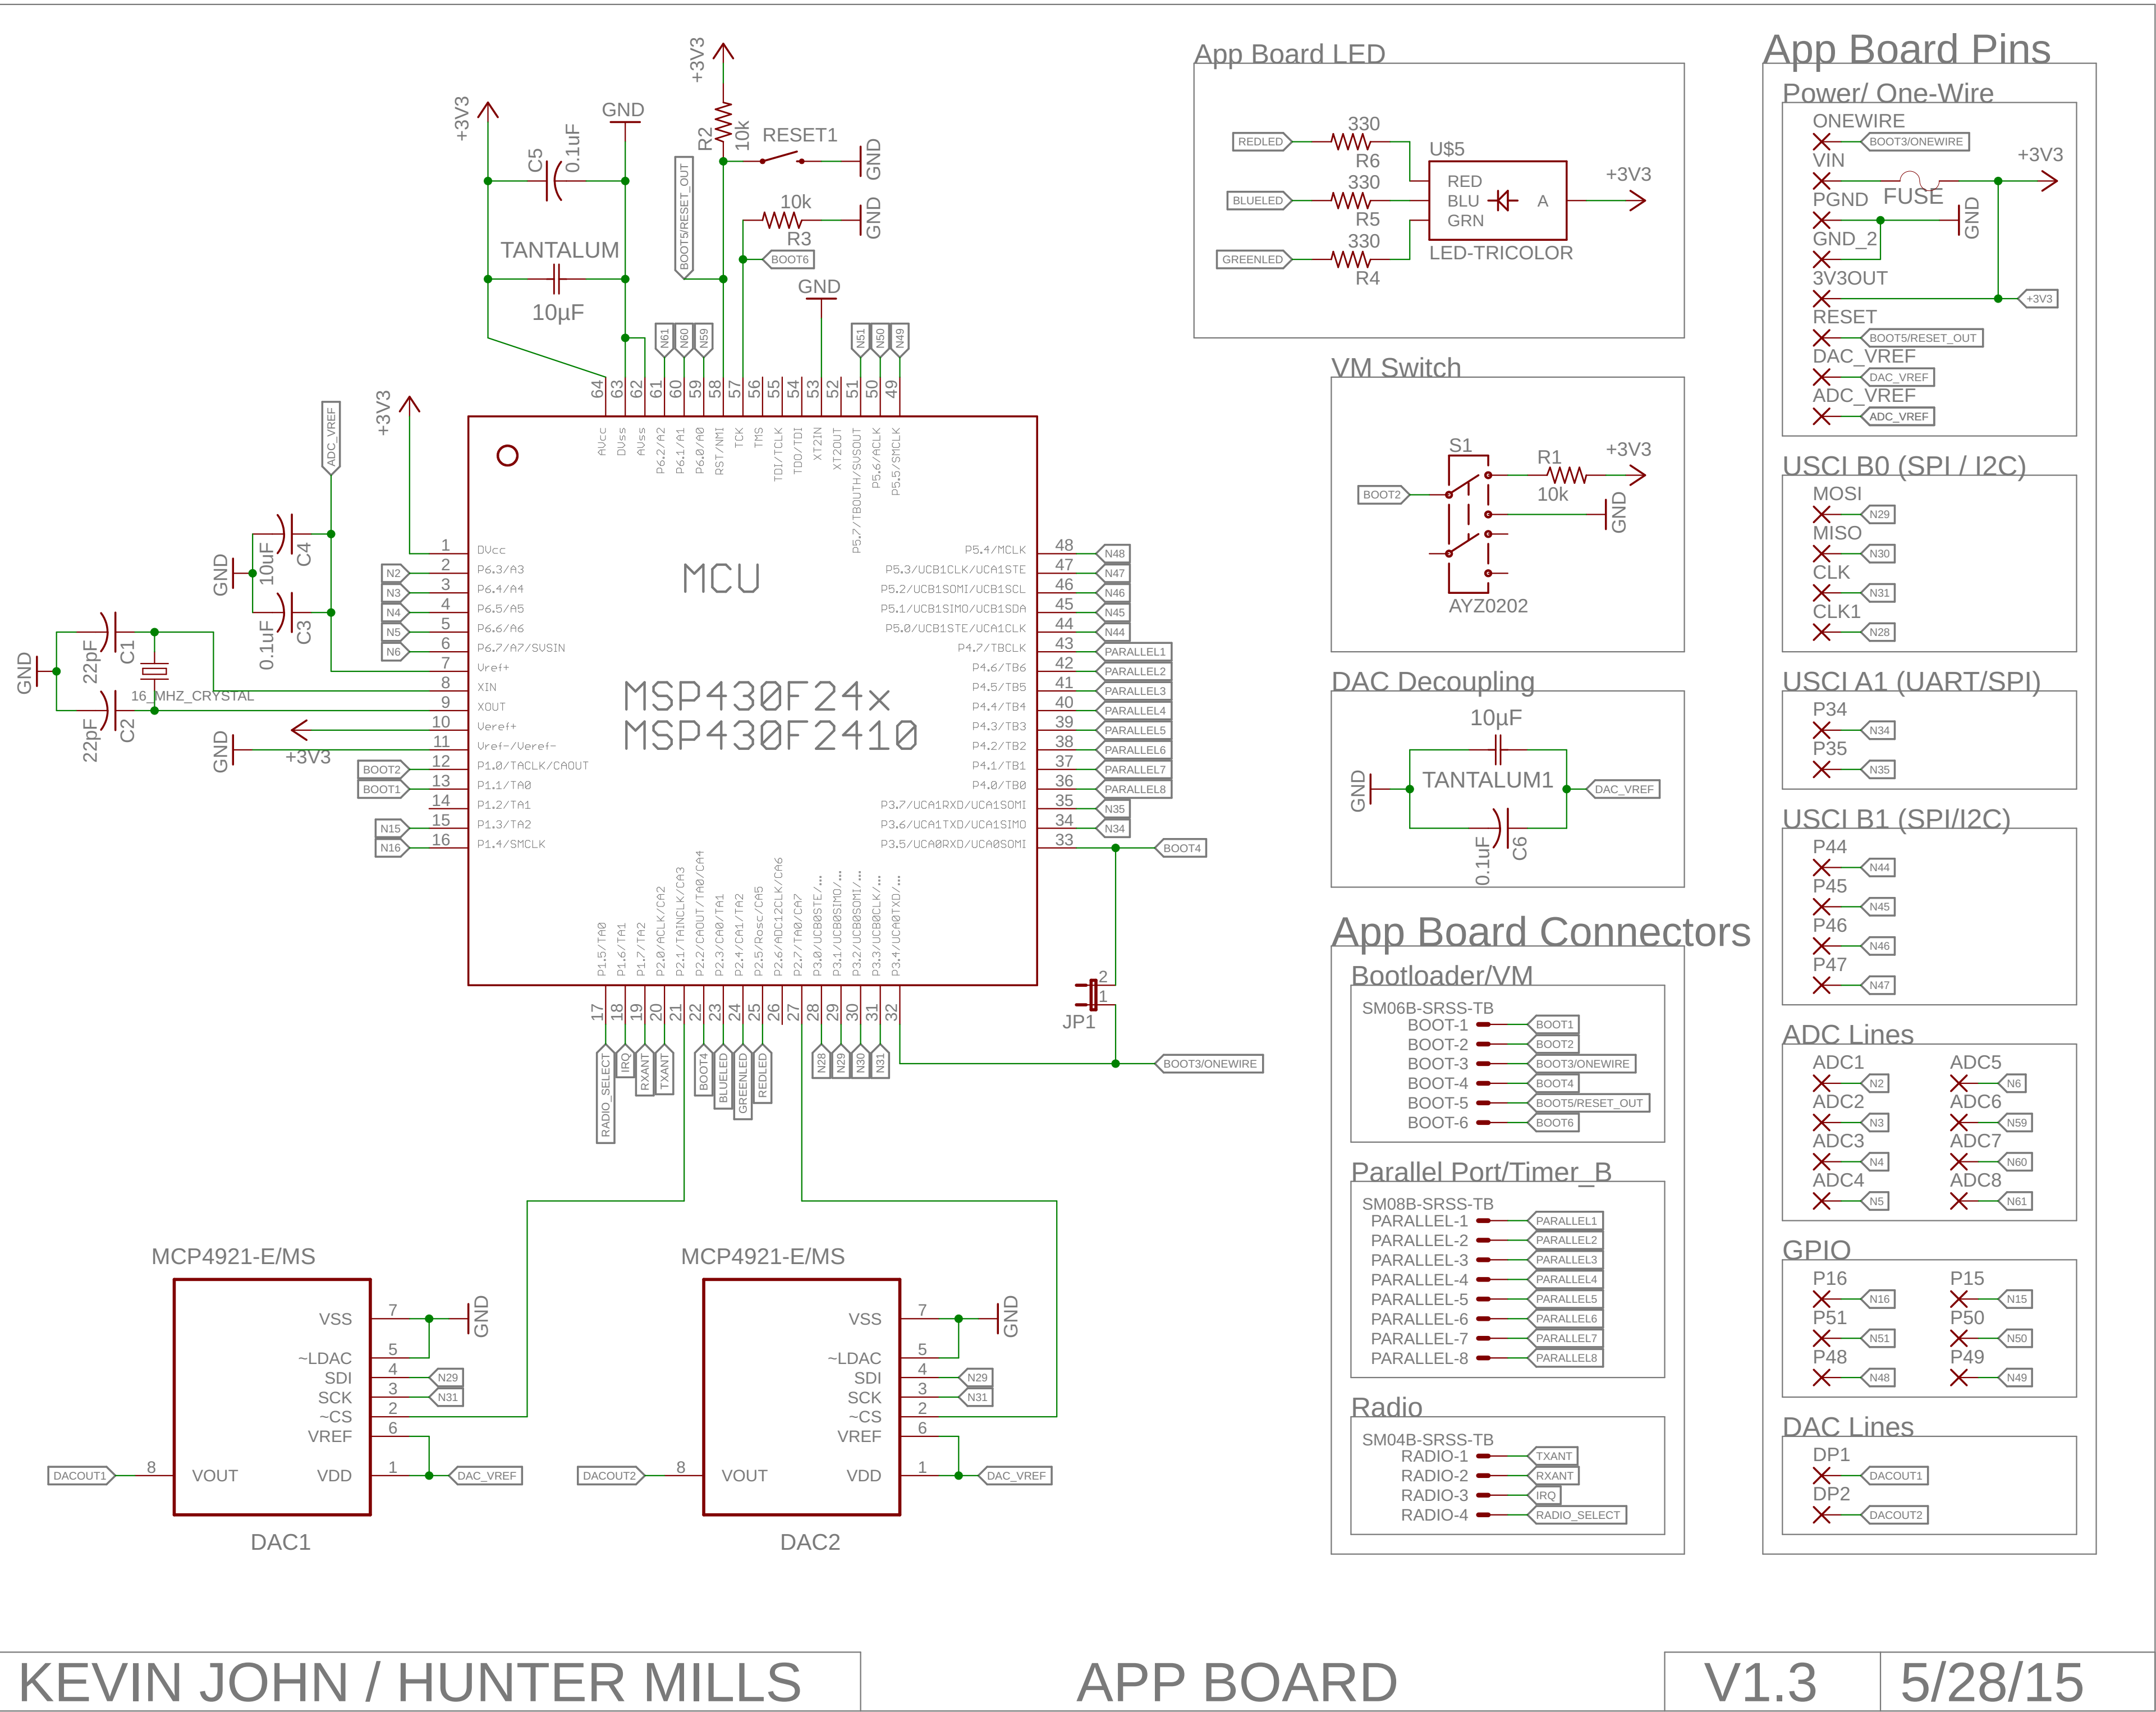 +3V3
C5
0.1uF
GND
TANTALUM
10µF
+3V3
R2
10k
RESET1
GND
BOOT5/RESET_OUT
10k
R3
GND
BOOT6
GND
N61
N60
N59
N51
N50
N49
64
63
62
61
60
59
58
57
56
55
54
53
52
51
50
49
AVcc
DVss
AVss
P6.2/A2
P6.1/A1
P6.0/A0
RST/NMI
TCK
TMS
TDI/TCLK
TDO/TDI
XT2IN
XT2OUT
P5.7/TBOUTH/SVSOUT
P5.6/ACLK
P5.5/SMCLK
ADC_VREF
+3V3
GND
10uF
C4
0.1uF
C3
GND
22pF
C1
16_MHZ_CRYSTAL
22pF
C2
+3V3
GND
1 DVcc
N2 2 P6.3/A3
N3 3 P6.4/A4
N4 4 P6.5/A5
N5 5 P6.6/A6
N6 6 P6.7/A7/SVSIN
7 Vref+
8 XIN
9 XOUT
10 Veref+
11 Vref-/Veref-
BOOT2 12 P1.0/TACLK/CAOUT
BOOT1 13 P1.1/TA0
14 P1.2/TA1
N15 15 P1.3/TA2
N16 16 P1.4/SMCLK
MCU
MSP430F24x
MSP430F2410
P5.4/MCLK 48 N48
P5.3/UCB1CLK/UCA1STE 47 N47
P5.2/UCB1SOMI/UCB1SCL 46 N46
P5.1/UCB1SIMO/UCB1SDA 45 N45
P5.0/UCB1STE/UCA1CLK 44 N44
P4.7/TBCLK 43 PARALLEL1
P4.6/TB6 42 PARALLEL2
P4.5/TB5 41 PARALLEL3
P4.4/TB4 40 PARALLEL4
P4.3/TB3 39 PARALLEL5
P4.2/TB2 38 PARALLEL6
P4.1/TB1 37 PARALLEL7
P4.0/TB0 36 PARALLEL8
P3.7/UCA1RXD/UCA1SOMI 35 N35
P3.6/UCA1TXD/UCA1SIMO 34 N34
P3.5/UCA0RXD/UCA0SOMI 33 BOOT4
P1.5/TA0
P1.6/TA1
P1.7/TA2
P2.0/ACLK/CA2
P2.1/TAINCLK/CA3
P2.2/CAOUT/TA0/CA4
P2.3/CA0/TA1
P2.4/CA1/TA2
P2.5/Rosc/CA5
P2.6/ADC12CLK/CA6
P2.7/TA0/CA7
P3.0/UCB0STE/...
P3.1/UCB0SIMO/...
P3.2/UCB0SOMI/...
P3.3/UCB0CLK/...
P3.4/UCA0TXD/...
17
18
19
20
21
22
23
24
25
26
27
28
29
30
31
32
RADIO_SELECT
IRQ
RXANT
TXANT
BOOT4
BLUELED
GREENLED
REDLED
N28
N29
N30
N31
2
1
JP1
BOOT3/ONEWIRE
MCP4921-E/MS
VSS 7
GND
~LDAC 5
SDI 4 N29
SCK 3 N31
~CS 2
VREF 6
DACOUT1 8 VOUT VDD 1 DAC_VREF
DAC1
MCP4921-E/MS
VSS 7
GND
~LDAC 5
SDI 4 N29
SCK 3 N31
~CS 2
VREF 6
DACOUT2 8 VOUT VDD 1 DAC_VREF
DAC2
App Board LED
REDLED 330 R6
BLUELED 330 R5
GREENLED 330 R4
U$5
RED
BLU A
GRN
LED-TRICOLOR
+3V3
VM Switch
S1
BOOT2
R1
10k
+3V3
GND
AYZ0202
DAC Decoupling
10µF
TANTALUM1
GND
DAC_VREF
0.1uF
C6
App Board Connectors
Bootloader/VM
SM06B-SRSS-TB
BOOT-1 BOOT1
BOOT-2 BOOT2
BOOT-3 BOOT3/ONEWIRE
BOOT-4 BOOT4
BOOT-5 BOOT5/RESET_OUT
BOOT-6 BOOT6
Parallel Port/Timer_B
SM08B-SRSS-TB
PARALLEL-1 PARALLEL1
PARALLEL-2 PARALLEL2
PARALLEL-3 PARALLEL3
PARALLEL-4 PARALLEL4
PARALLEL-5 PARALLEL5
PARALLEL-6 PARALLEL6
PARALLEL-7 PARALLEL7
PARALLEL-8 PARALLEL8
Radio
SM04B-SRSS-TB
RADIO-1 TXANT
RADIO-2 RXANT
RADIO-3 IRQ
RADIO-4 RADIO_SELECT
App Board Pins
Power/ One-Wire
ONEWIRE
BOOT3/ONEWIRE
VIN
FUSE
+3V3
PGND
GND
GND_2
3V3OUT
+3V3
RESET
BOOT5/RESET_OUT
DAC_VREF
DAC_VREF
ADC_VREF
ADC_VREF
USCI B0 (SPI / I2C)
MOSI
N29
MISO
N30
CLK
N31
CLK1
N28
USCI A1 (UART/SPI)
P34
N34
P35
N35
USCI B1 (SPI/I2C)
P44
N44
P45
N45
P46
N46
P47
N47
ADC Lines
ADC1 ADC5
N2 N6
ADC2 ADC6
N3 N59
ADC3 ADC7
N4 N60
ADC4 ADC8
N5 N61
GPIO
P16 P15
N16 N15
P51 P50
N51 N50
P48 P49
N48 N49
DAC Lines
DP1
DACOUT1
DP2
DACOUT2
KEVIN JOHN / HUNTER MILLS
APP BOARD
V1.3
5/28/15